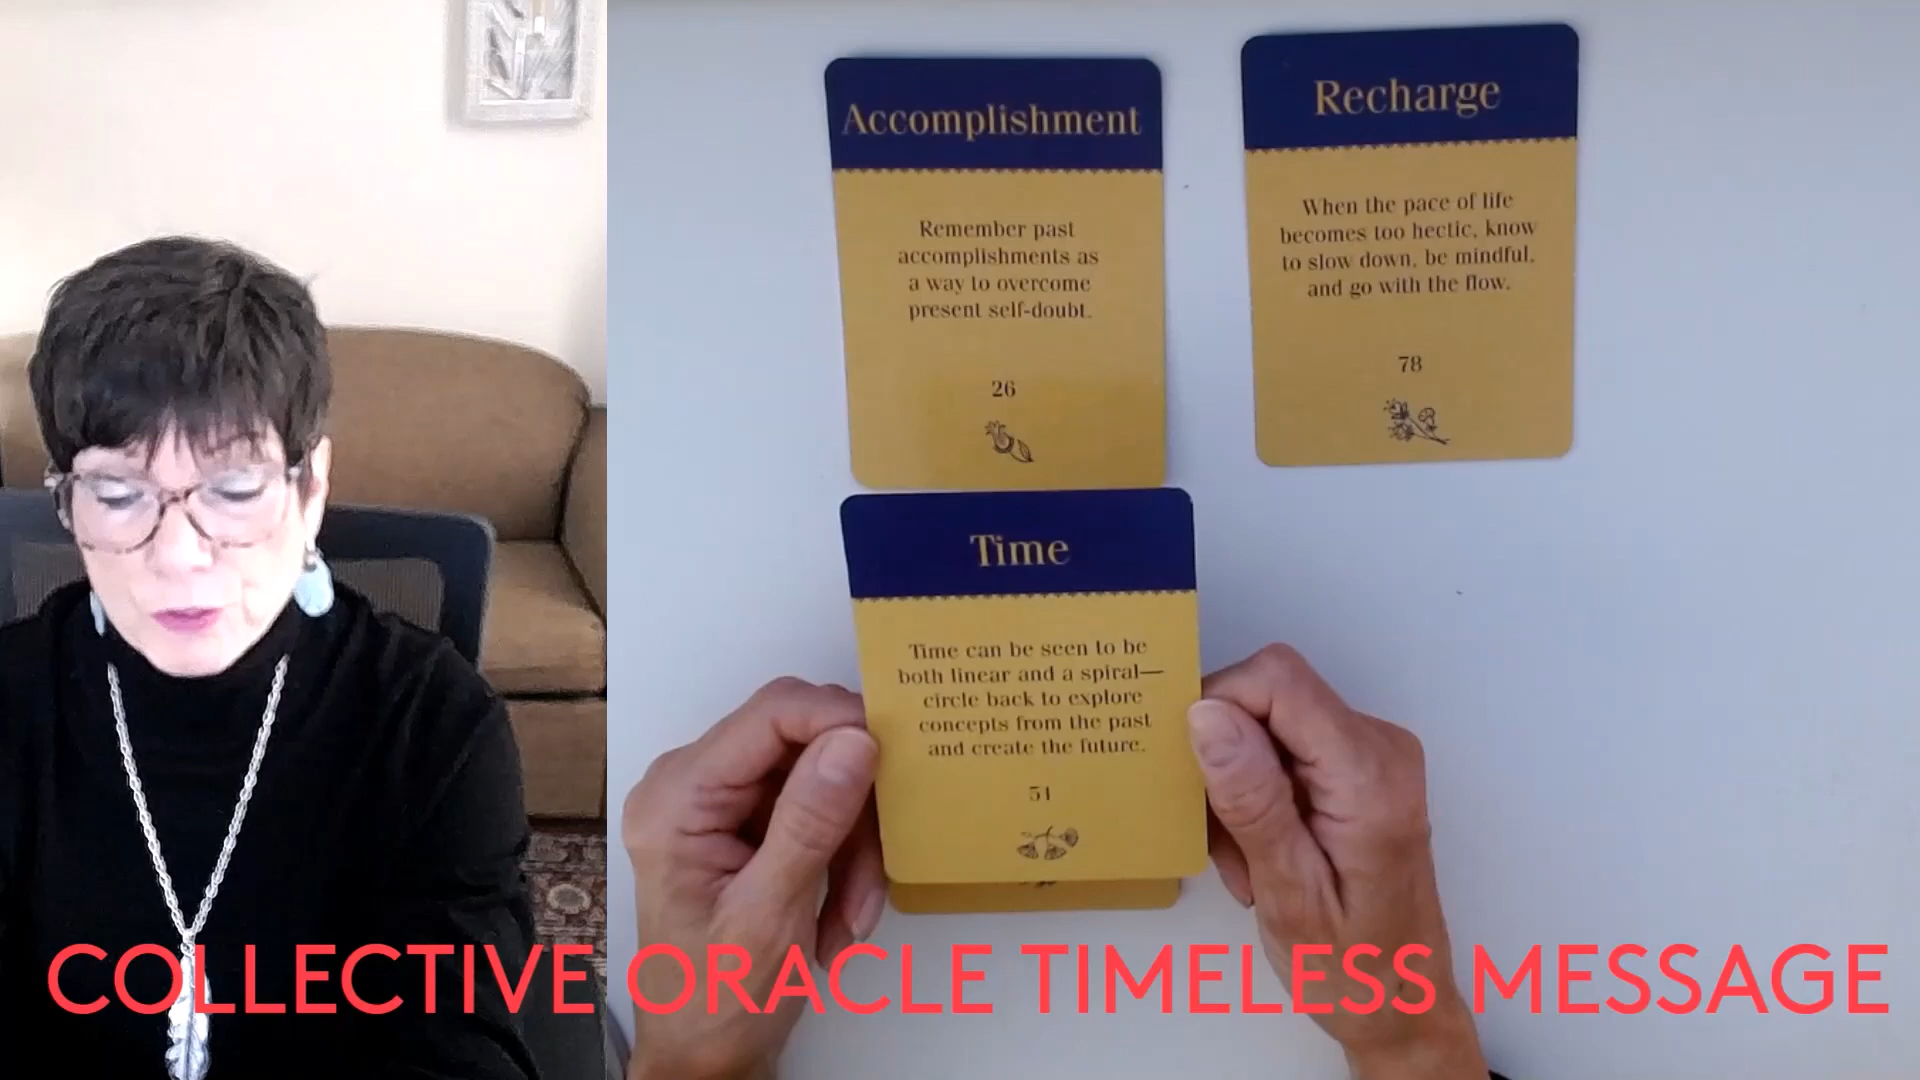 Accomplishment
Remember past
accomplishments as
a way to overcome
present self-doubt.
26
Recharge
When the pace of life
becomes too hectic, know
to slow down, be mindful,
and go with the flow.
78
Time
Time can be seen to be
both linear and a spiral—
circle back to explore
concepts from the past
and create the future.
51
COLLECTIVE ORACLE TIMELESS MESSAGE